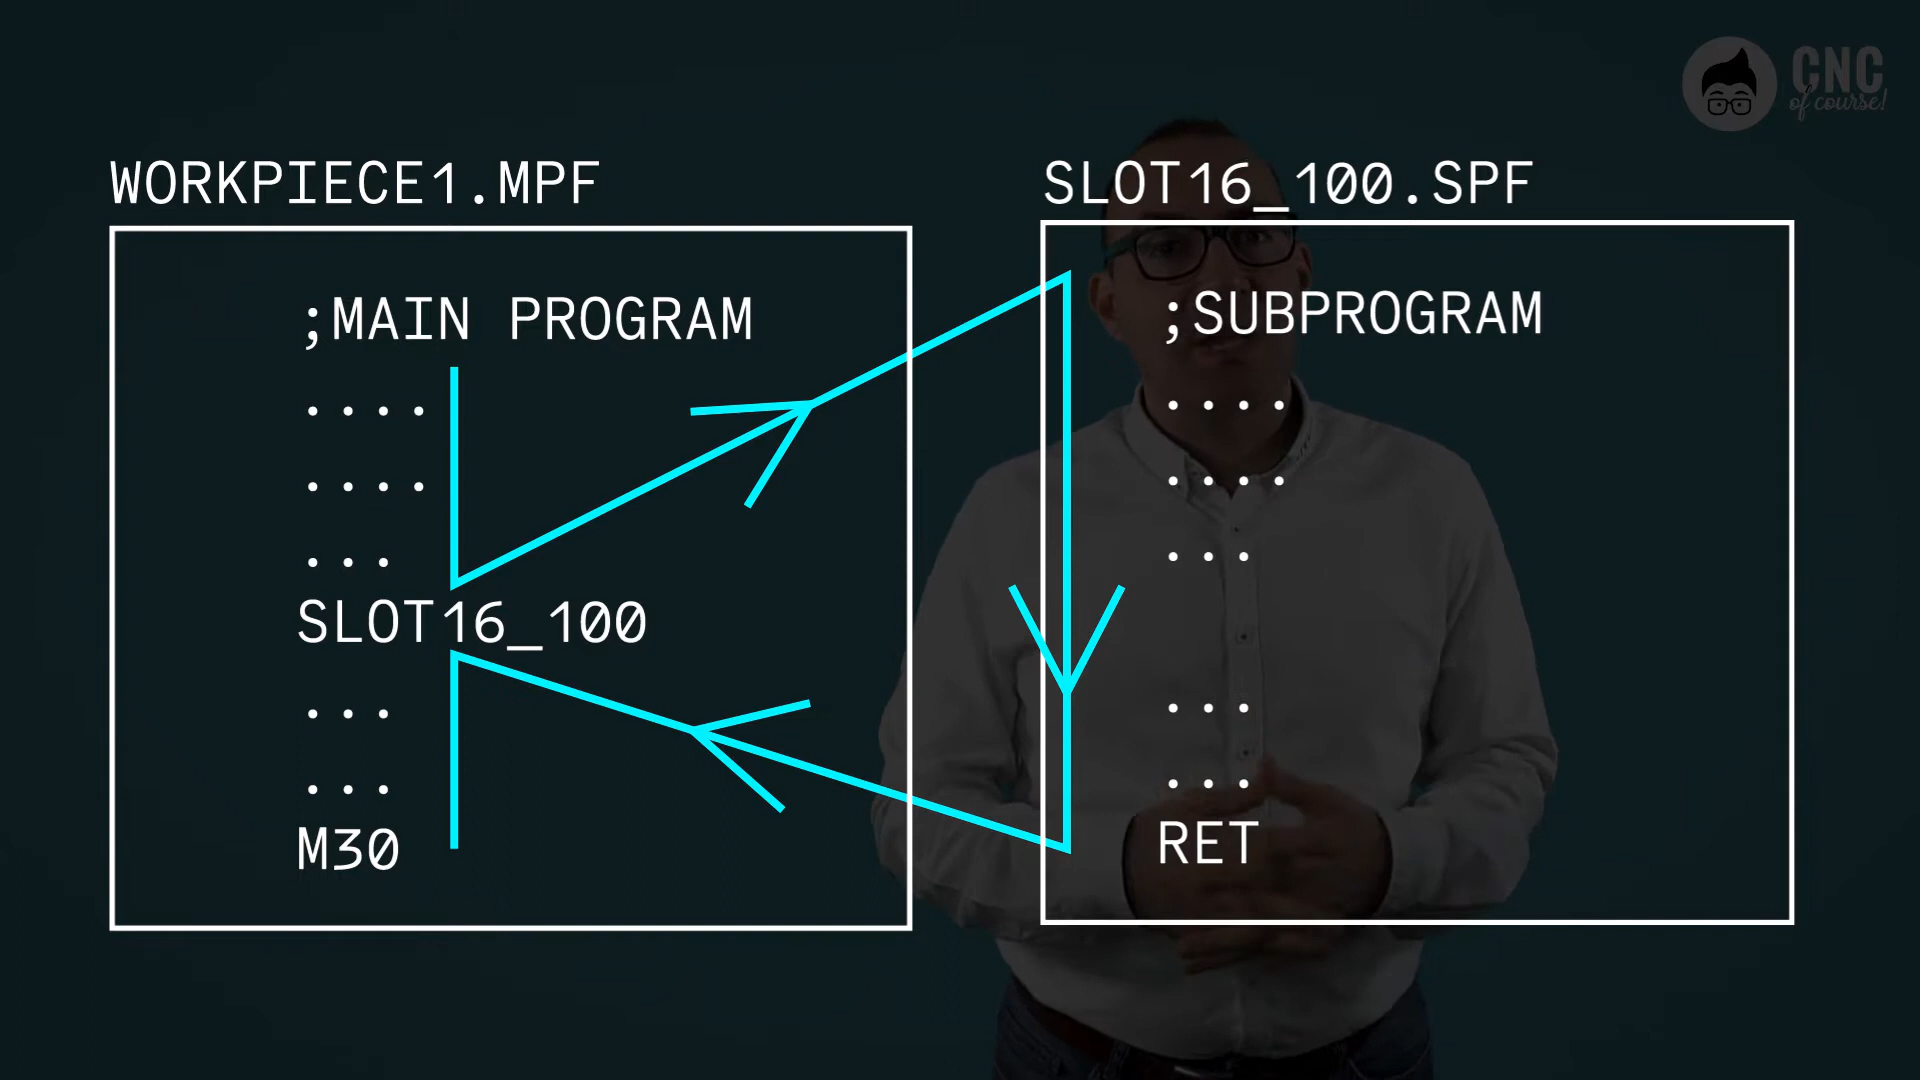 CNC
of course!
WORKPIECE1.MPF
;MAIN PROGRAM
....
....
...
SLOT16_100
...
...
M30
SLOT16_100.SPF
;SUBPROGRAM
....
....
...
...
...
RET